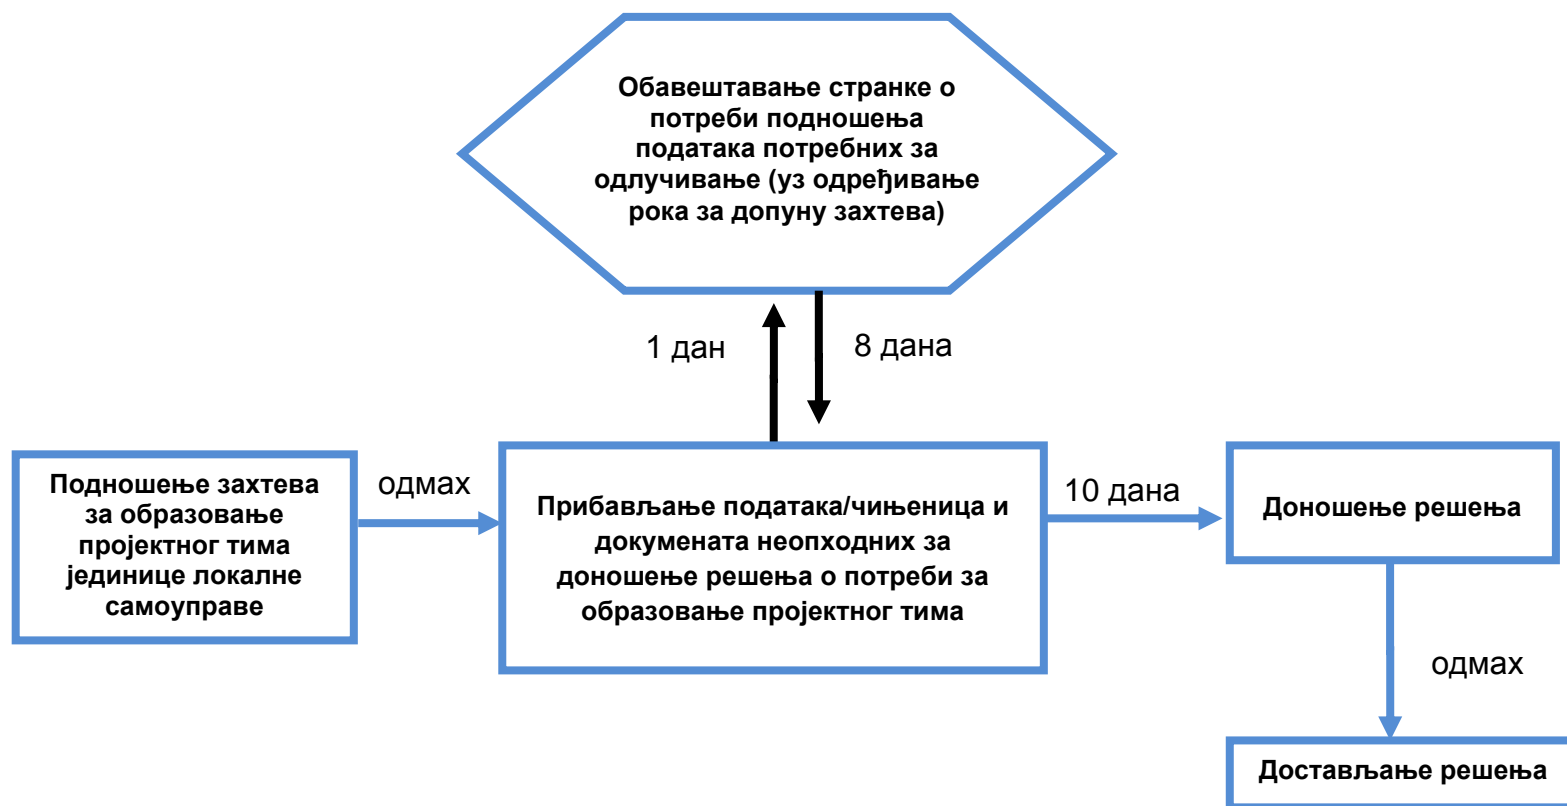 Обавештавање странке о
потреби подношења
података потребних за
одлучивање (уз одређивање
рока за допуну захтева)
1 дан
8 дана
Подношење захтева
за образовање
пројектног тима
јединице локалне
самоуправе
одмах
Прибављање података/чињеница и
докумената неопходних за
доношење решења о потреби за
образовање пројектног тима
10 дана
Доношење решења
одмах
Достављање решења